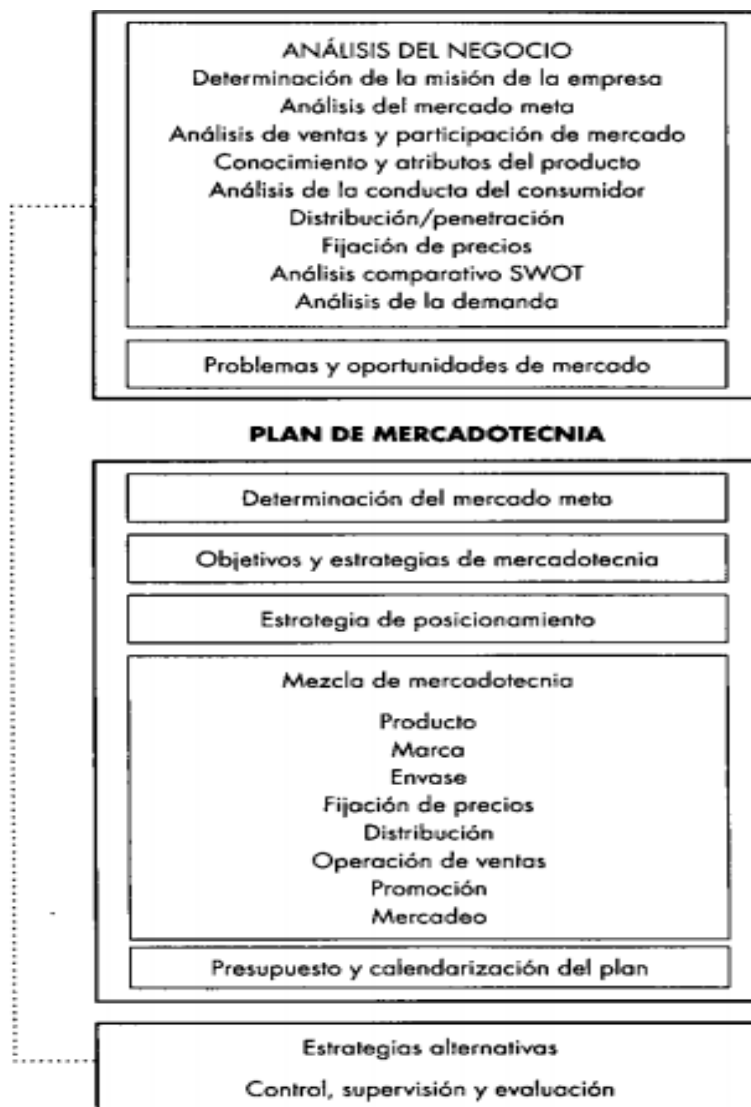 ANÁLISIS DEL NEGOCIO
Determinación de la misión de la empresa
Análisis del mercado meta
Análisis de ventas y participación de mercado
Conocimiento y atributos del producto
Análisis de la conducta del consumidor
Distribución/penetración
Fijación de precios
Análisis comparativo SWOT
Análisis de la demanda
Problemas y oportunidades de mercado
PLAN DE MERCADOTECNIA
Determinación del mercado meta
Objetivos y estrategias de mercadotecnia
Estrategia de posicionamiento
Mezcla de mercadotecnia
Producto
Marca
Envase
Fijación de precios
Distribución
Operación de ventas
Promoción
Mercadeo
Presupuesto y calendarización del plan
Estrategias alternativas
Control, supervisión y evaluación